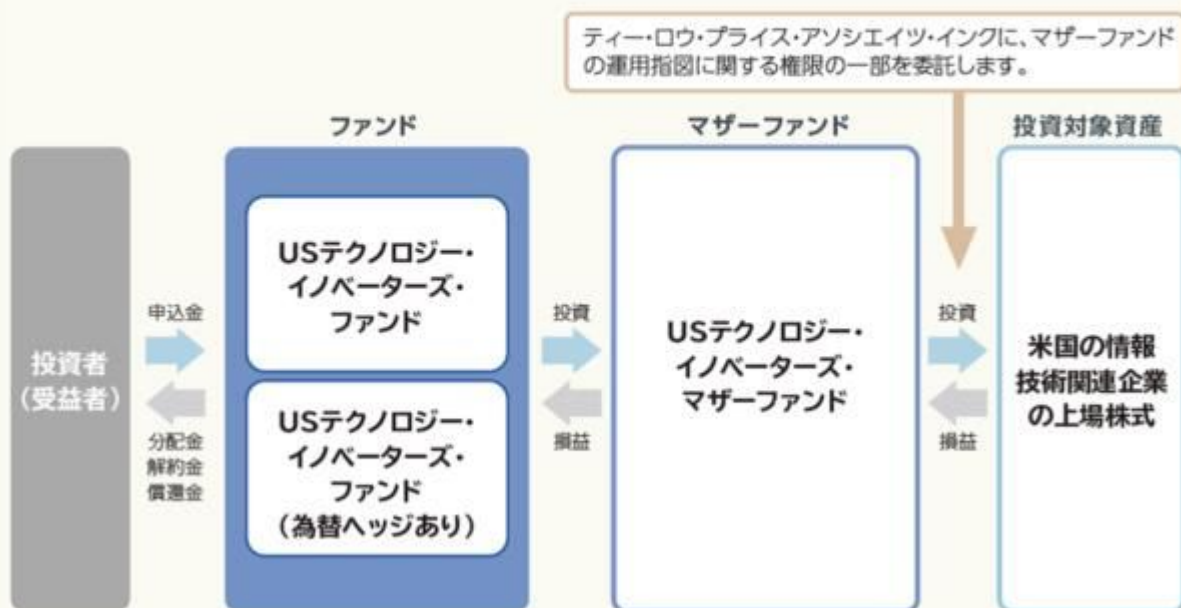 ティー・ロウ・プライス・アソシエイツ・インクに、マザーファンド
の運用指図に関する権限の一部を委託します。
ファンド
マザーファンド
投資対象資産
投資者
(受益者)
申込金
分配金
解約金
償還金
USテクノロジー・
イノベーターズ・
ファンド
USテクノロジー・
イノベーターズ・
ファンド
(為替ヘッジあり)
投資
損益
USテクノロジー・
イノベーターズ・
マザーファンド
投資
損益
米国の情報
技術関連企業
の上場株式